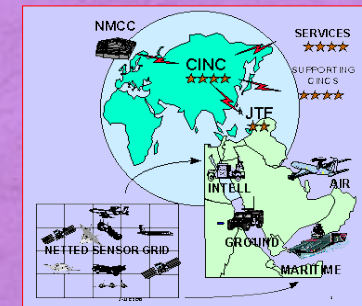 NMCC
SERVICES
CINC
SUPPORTING
CINCS
JTF
INTELL
AIR
GROUND
NETTED SENSOR GRID
MARITIME